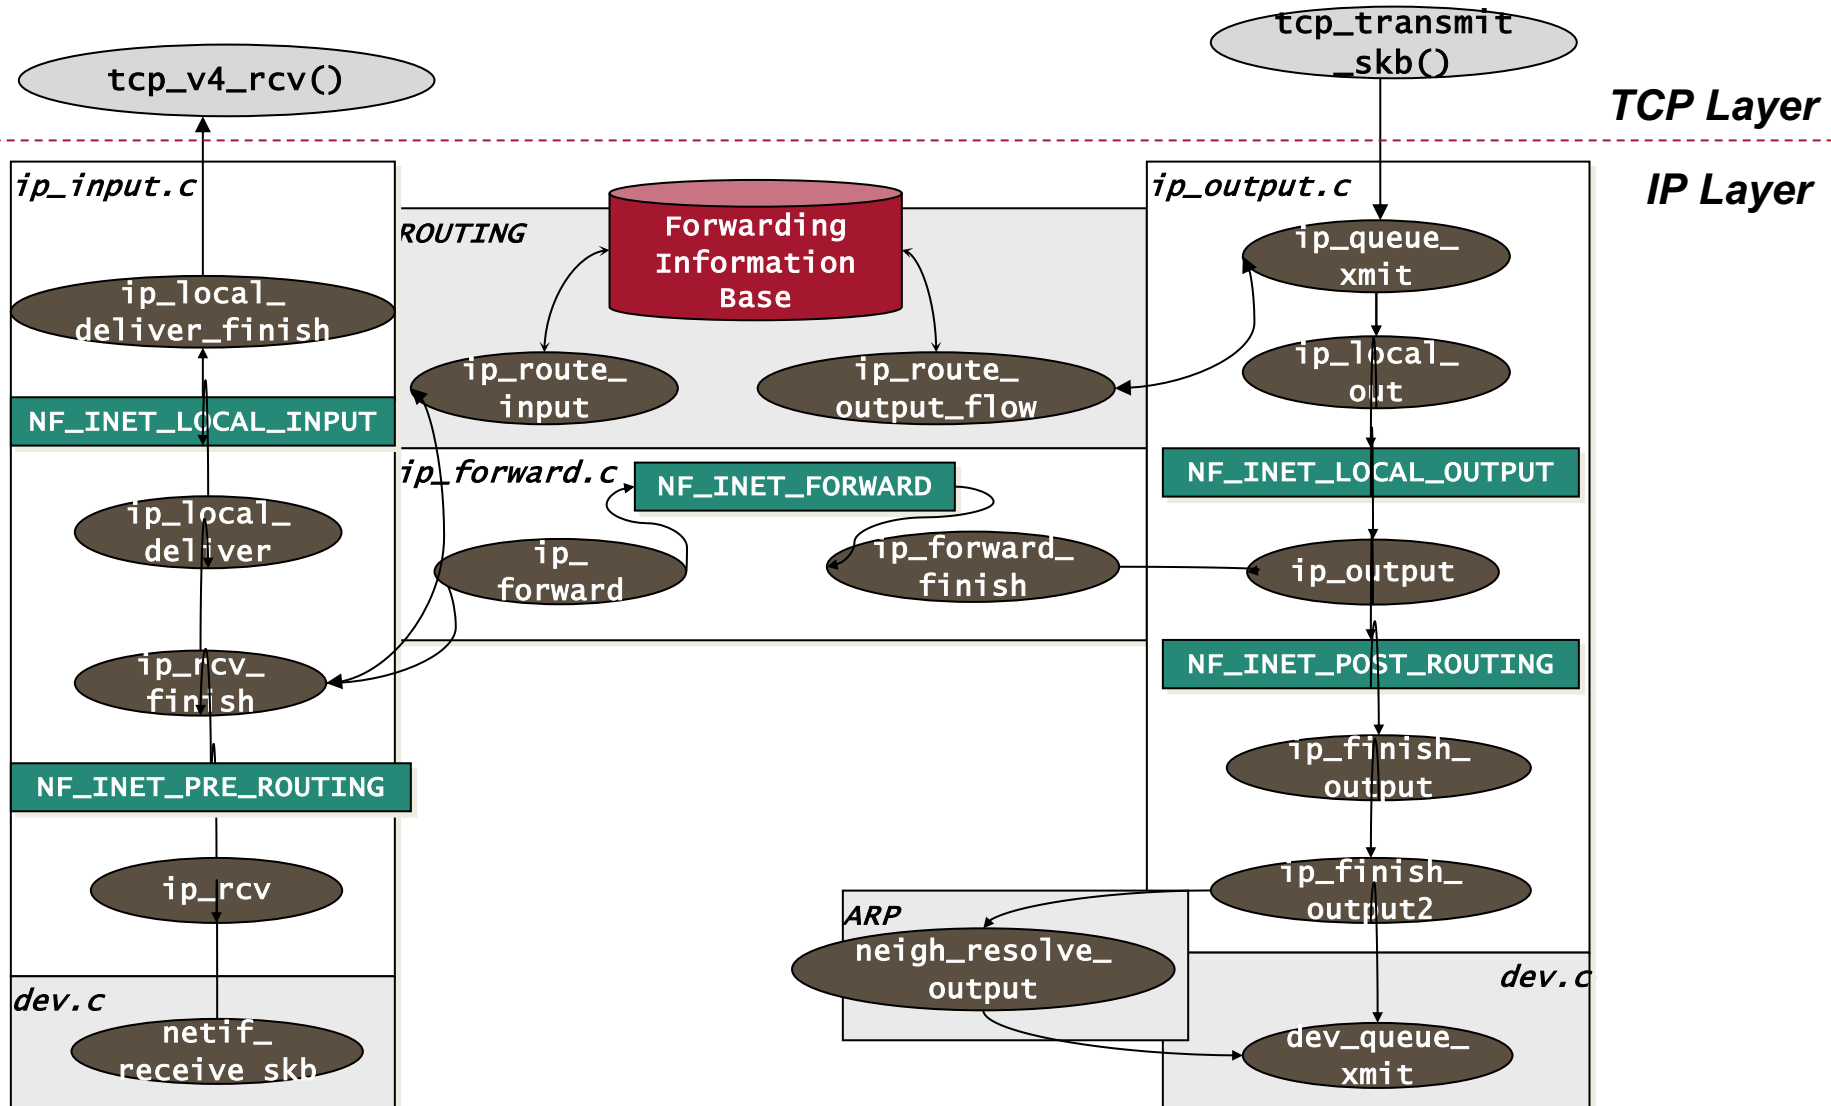 tcp_transmit
_skb()
tcp_v4_rcv()
TCP Layer
IP Layer
ip_input.c
ROUTING
Forwarding
Information
Base
ip_output.c
ip_queue_
xmit
ip_local_
deliver_finish
ip_route_
input
ip_route_
output_flow
ip_local_
out
NF_INET_LOCAL_INPUT
ip_forward.c
NF_INET_FORWARD
NF_INET_LOCAL_OUTPUT
ip_local_
deliver
ip_
forward
ip_forward_
finish
ip_output
ip_rcv_
finish
NF_INET_POST_ROUTING
NF_INET_PRE_ROUTING
ip_finish_
output
ip_rcv
ip_finish_
output2
ARP
neigh_resolve_
output
dev.c
dev.c
netif_
receive_skb
dev_queue_
xmit